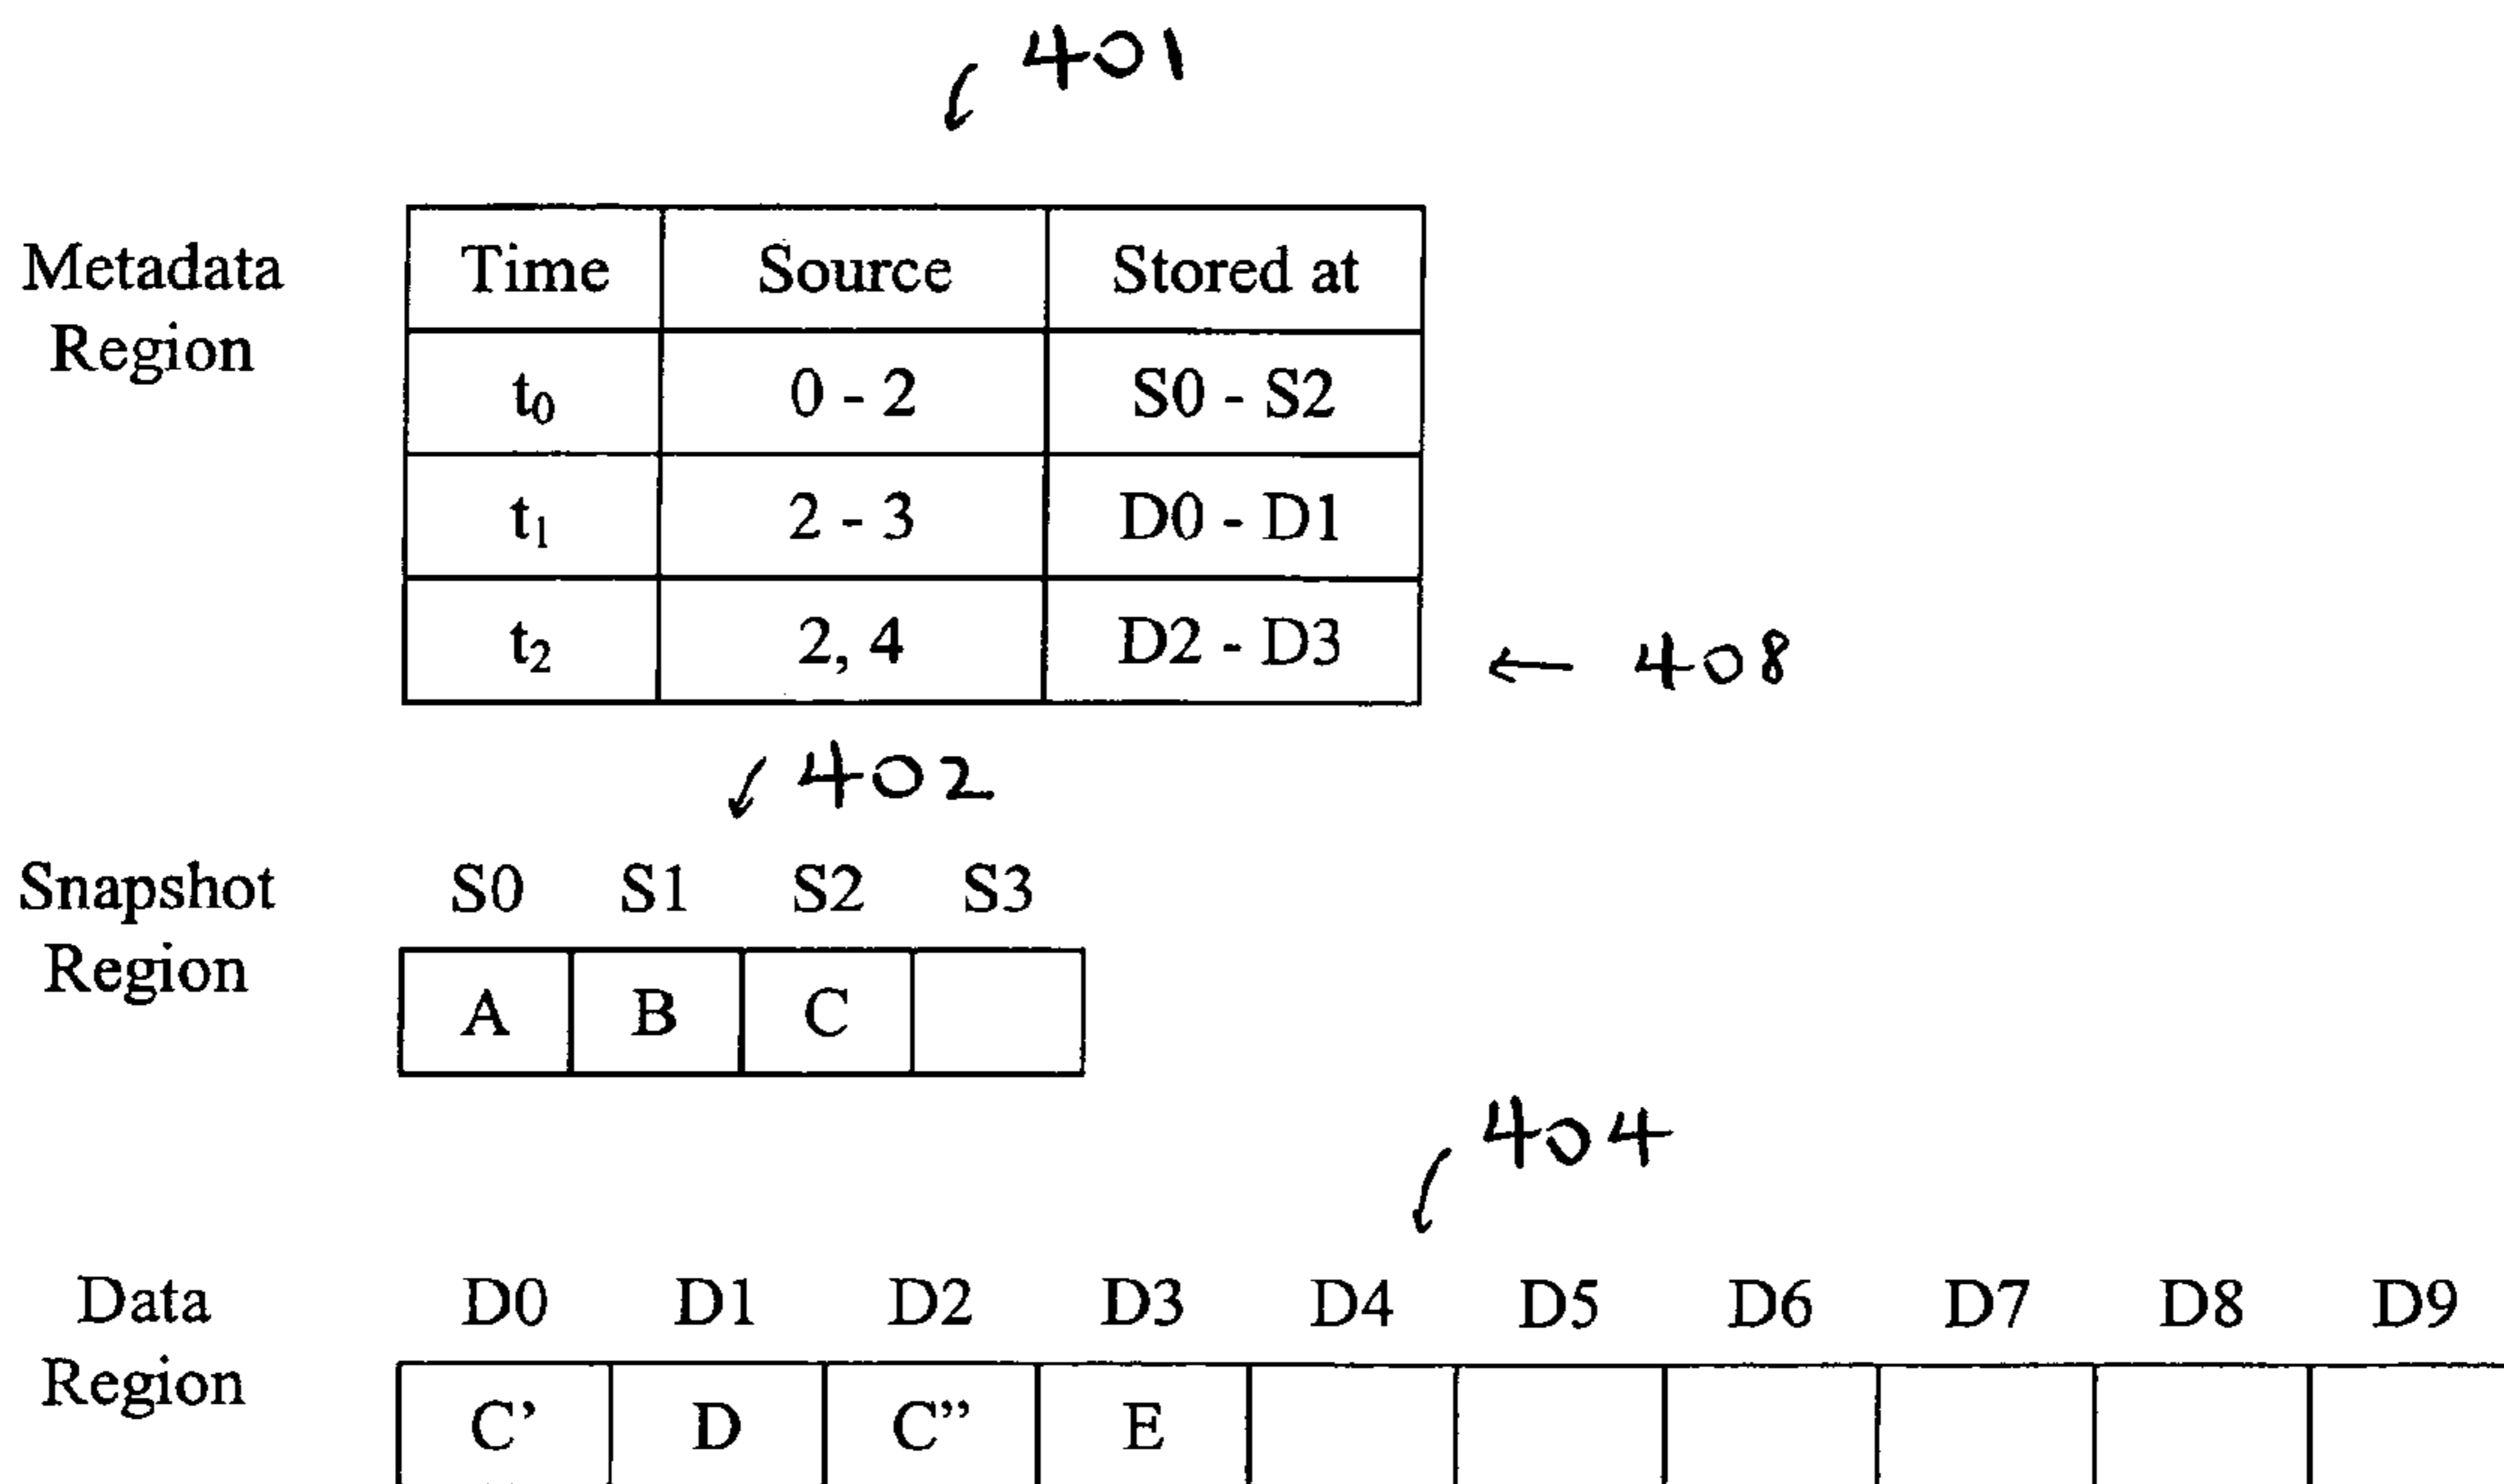 401
Metadata Region
Time Source Stored at
t₀ 0 - 2 S0 - S2
t₁ 2 - 3 D0 - D1
t₂ 2, 4 D2 - D3
408
402
Snapshot Region
S0 S1 S2 S3
A B C
404
Data Region
D0 D1 D2 D3 D4 D5 D6 D7 D8 D9
C’ D C” E